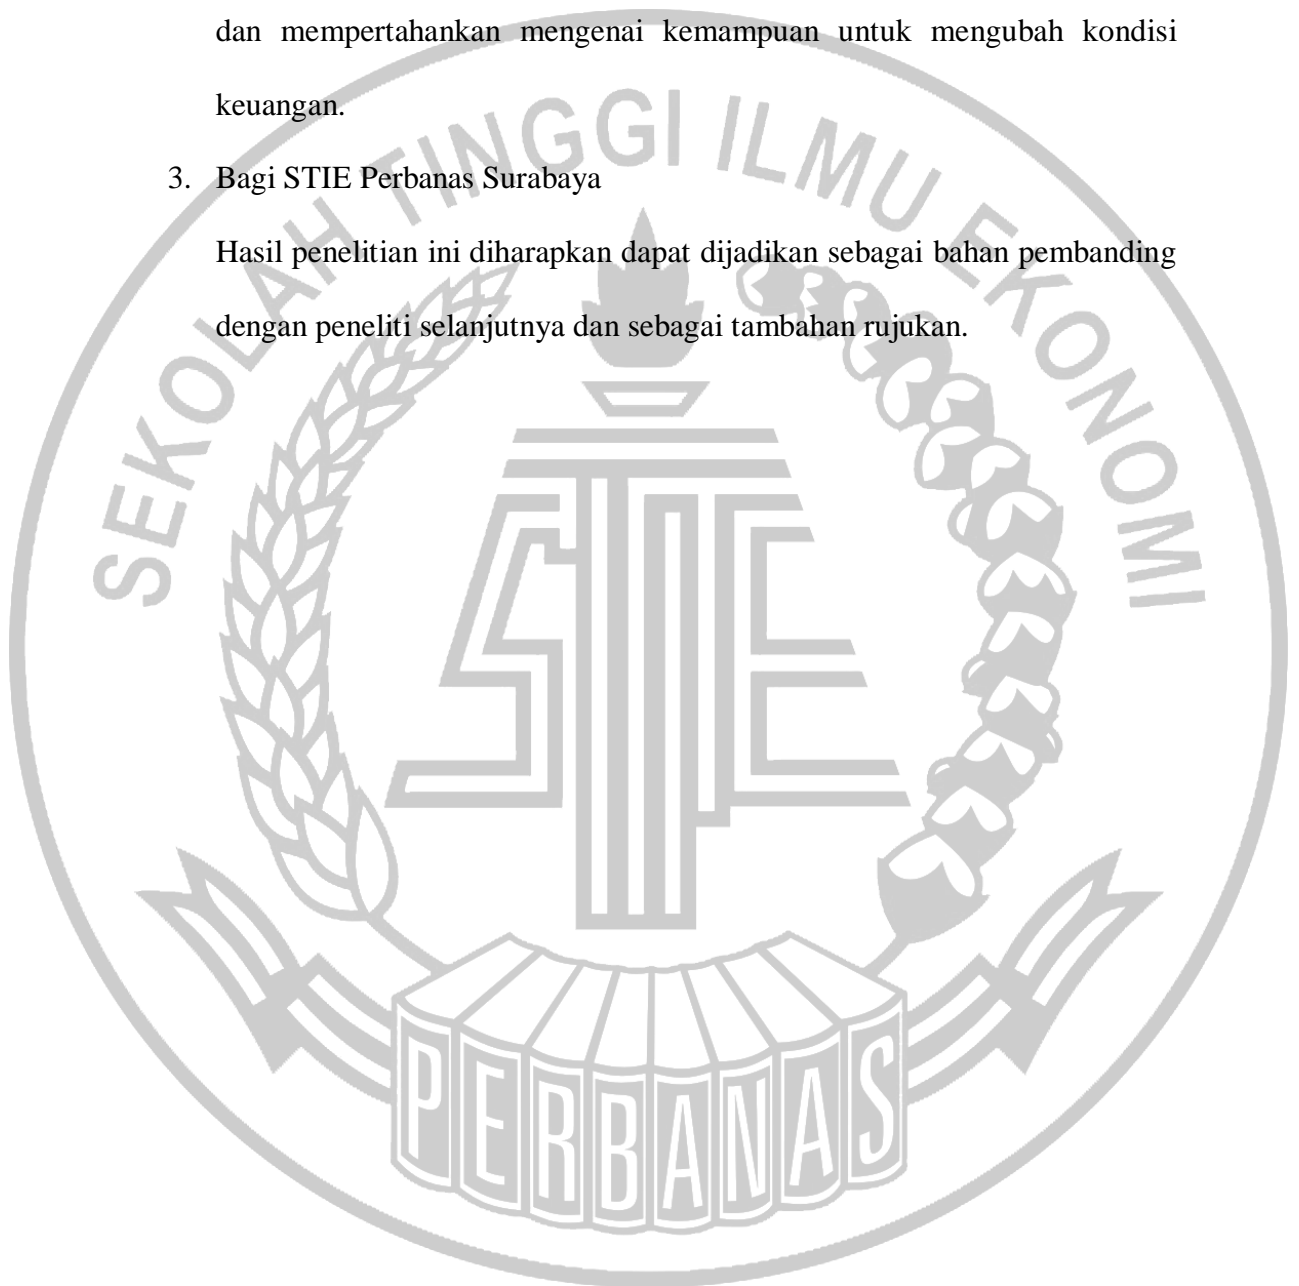 dan mempertahankan mengenai kemampuan untuk mengubah kondisi
keuangan.
3. Bagi STIE Perbanas Surabaya
Hasil penelitian ini diharapkan dapat dijadikan sebagai bahan pembanding
dengan peneliti selanjutnya dan sebagai tambahan rujukan.
SEKOLAH TINGGI ILMU EKONOMI
STIE
PERBANAS